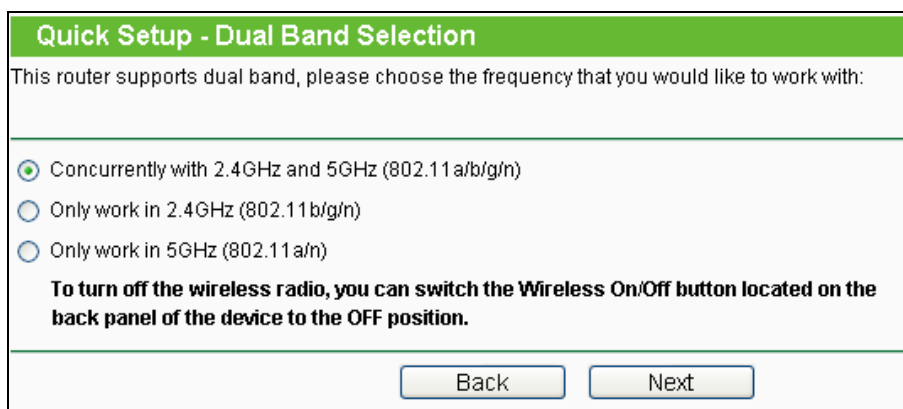 Quick Setup - Dual Band Selection
This router supports dual band, please choose the frequency that you would like to work with:
Concurrently with 2.4GHz and 5GHz (802.11a/b/g/n)
Only work in 2.4GHz (802.11b/g/n)
Only work in 5GHz (802.11a/n)
To turn off the wireless radio, you can switch the Wireless On/Off button located on the
back panel of the device to the OFF position.
Back Next